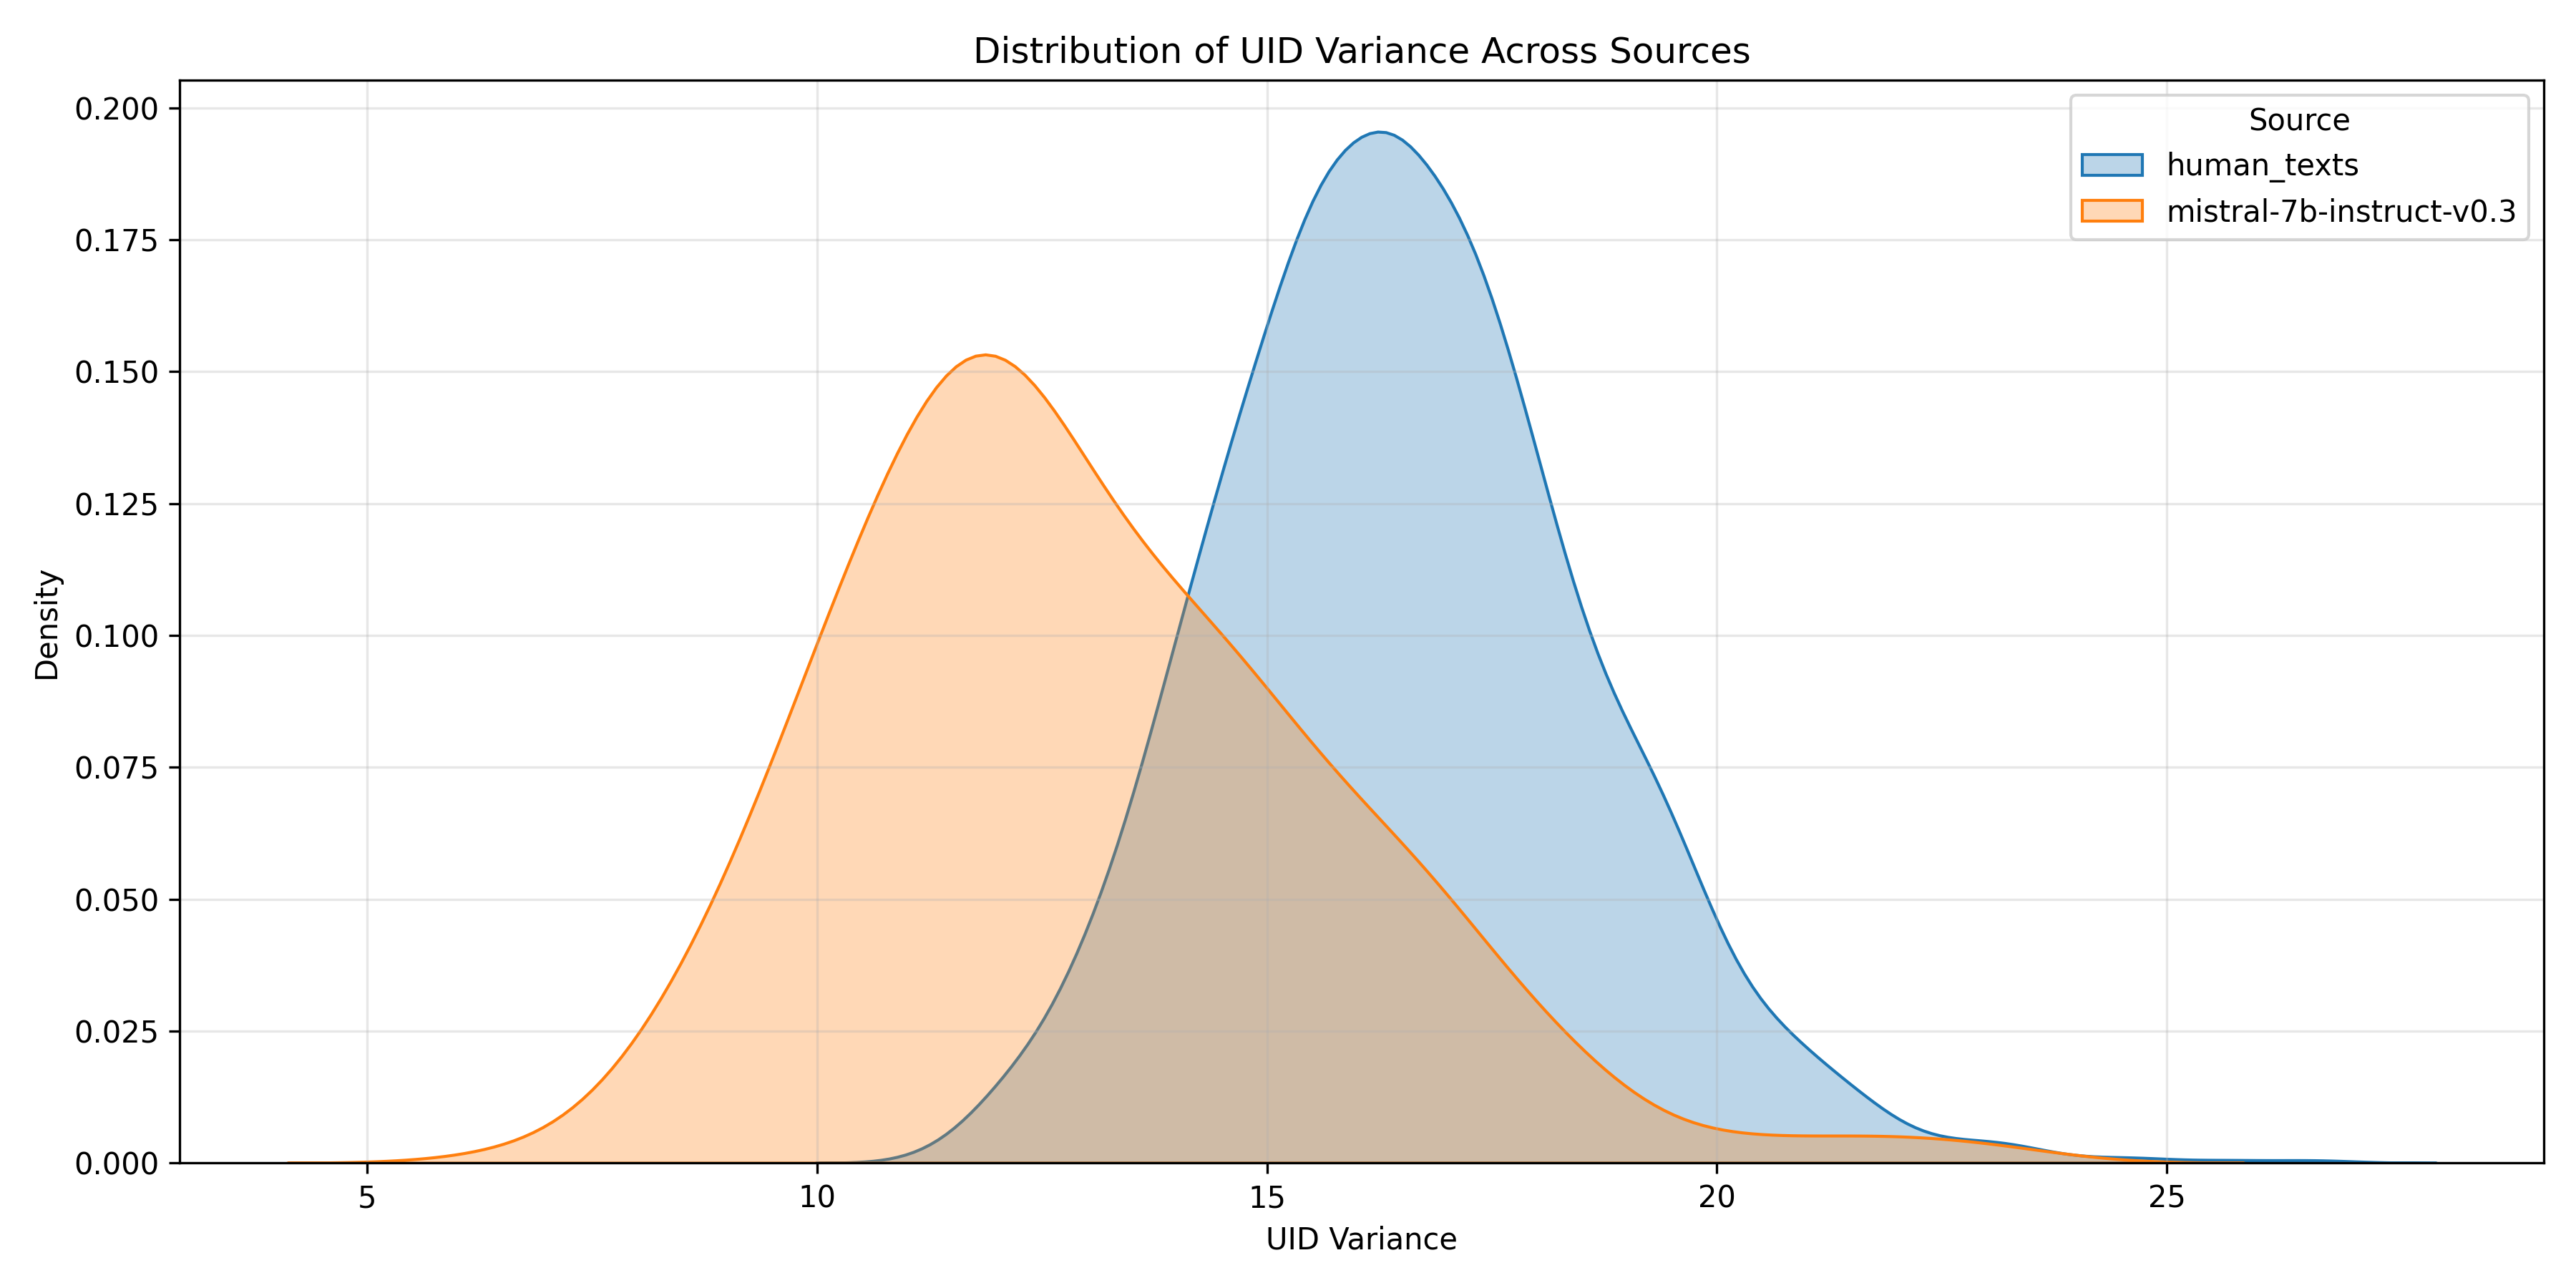 Distribution of UID Variance Across Sources
0.200
0.175
0.150
0.125
0.100
0.075
0.050
0.025
0.000
Density
5
10
15
20
25
UID Variance
Source
human_texts
mistral-7b-instruct-v0.3